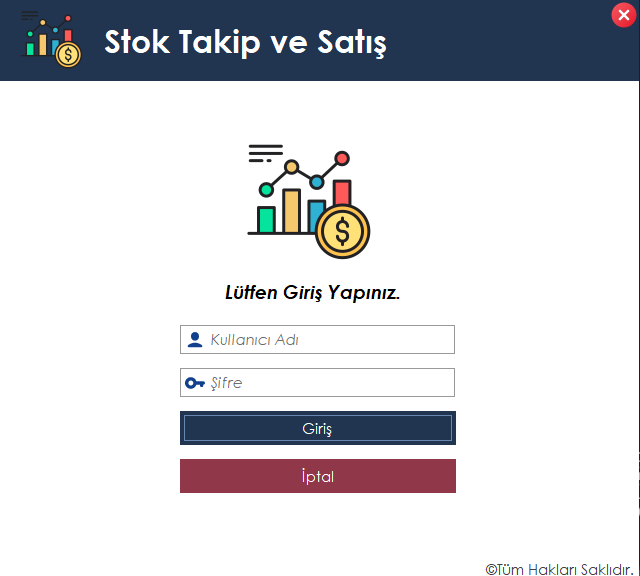 Stok Takip ve Satış
$
$
Lütfen Giriş Yapınız.
Kullanıcı Adı
Şifre
Giriş
İptal
©Tüm Hakları Saklıdır.